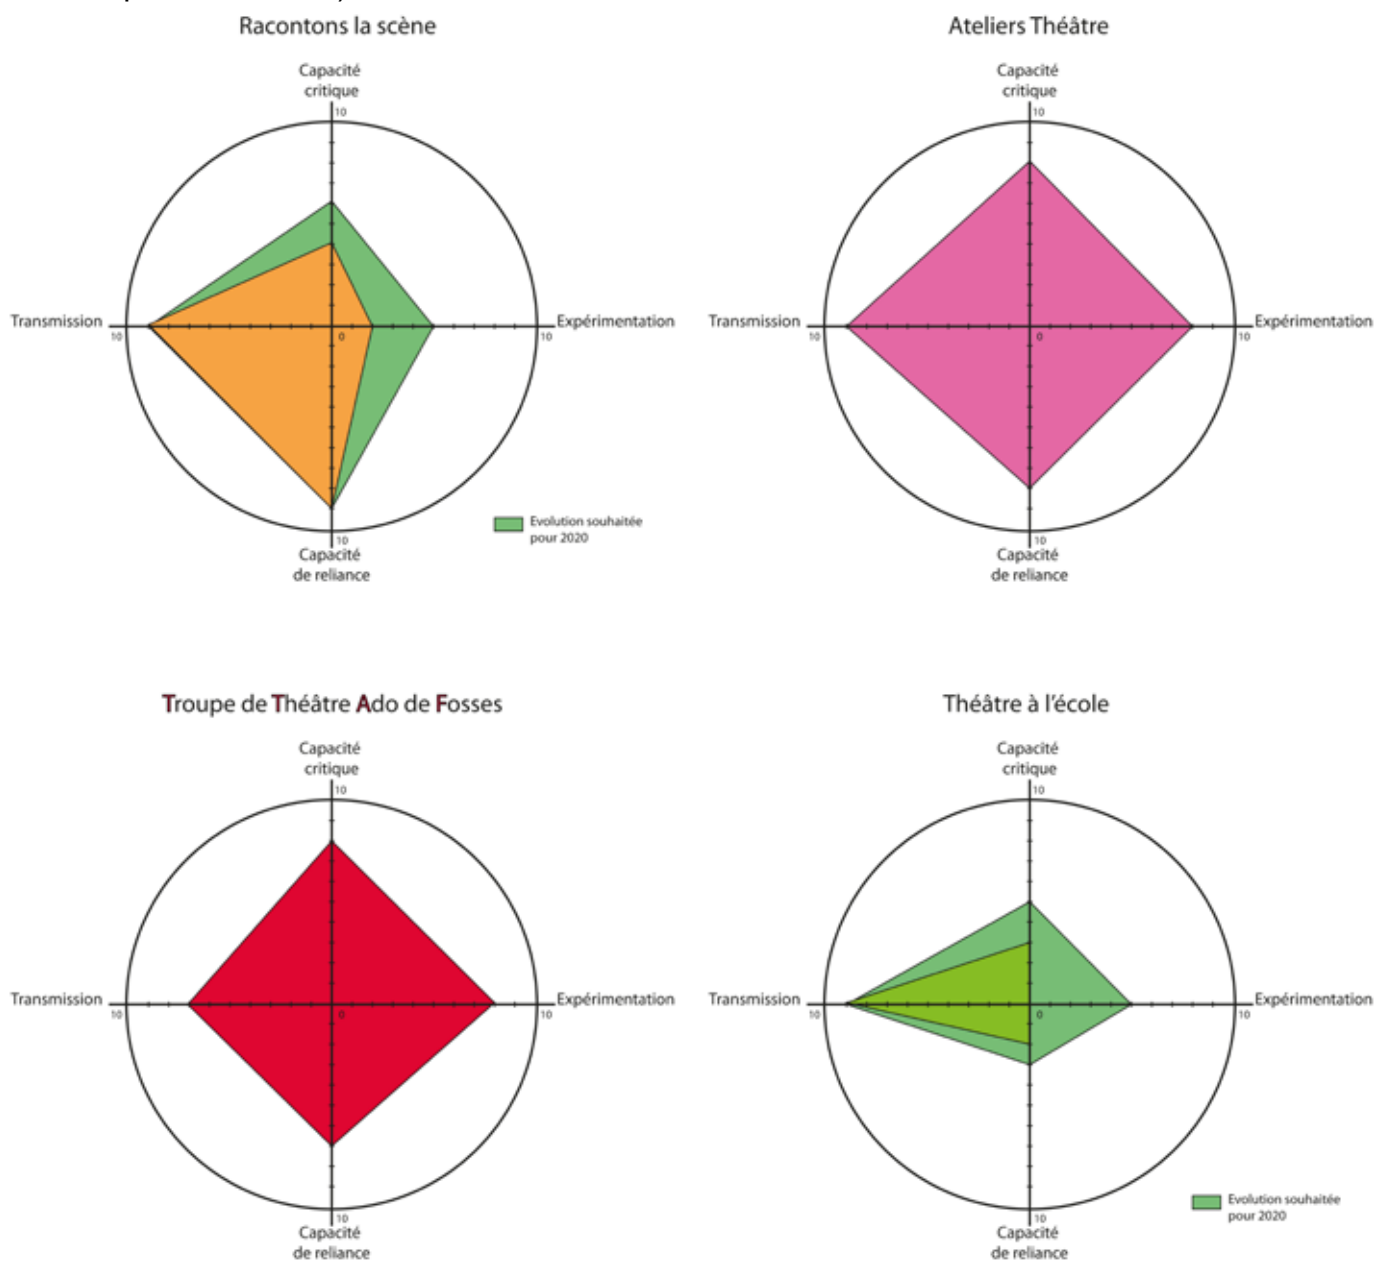 Racontons la scène
Capacité
critique
10
Transmission
10
0
Expérimentation
10
10
Capacité
de reliance
Evolution souhaitée
pour 2020
Ateliers Théâtre
Capacité
critique
10
Transmission
10
0
Expérimentation
10
10
Capacité
de reliance
Troupe de Théâtre Ado de Fosses
Capacité
critique
10
Transmission
10
0
Expérimentation
10
10
Capacité
de reliance
Théâtre à l'école
Capacité
critique
10
Transmission
10
0
Expérimentation
10
10
Capacité
de reliance
Evolution souhaitée
pour 2020